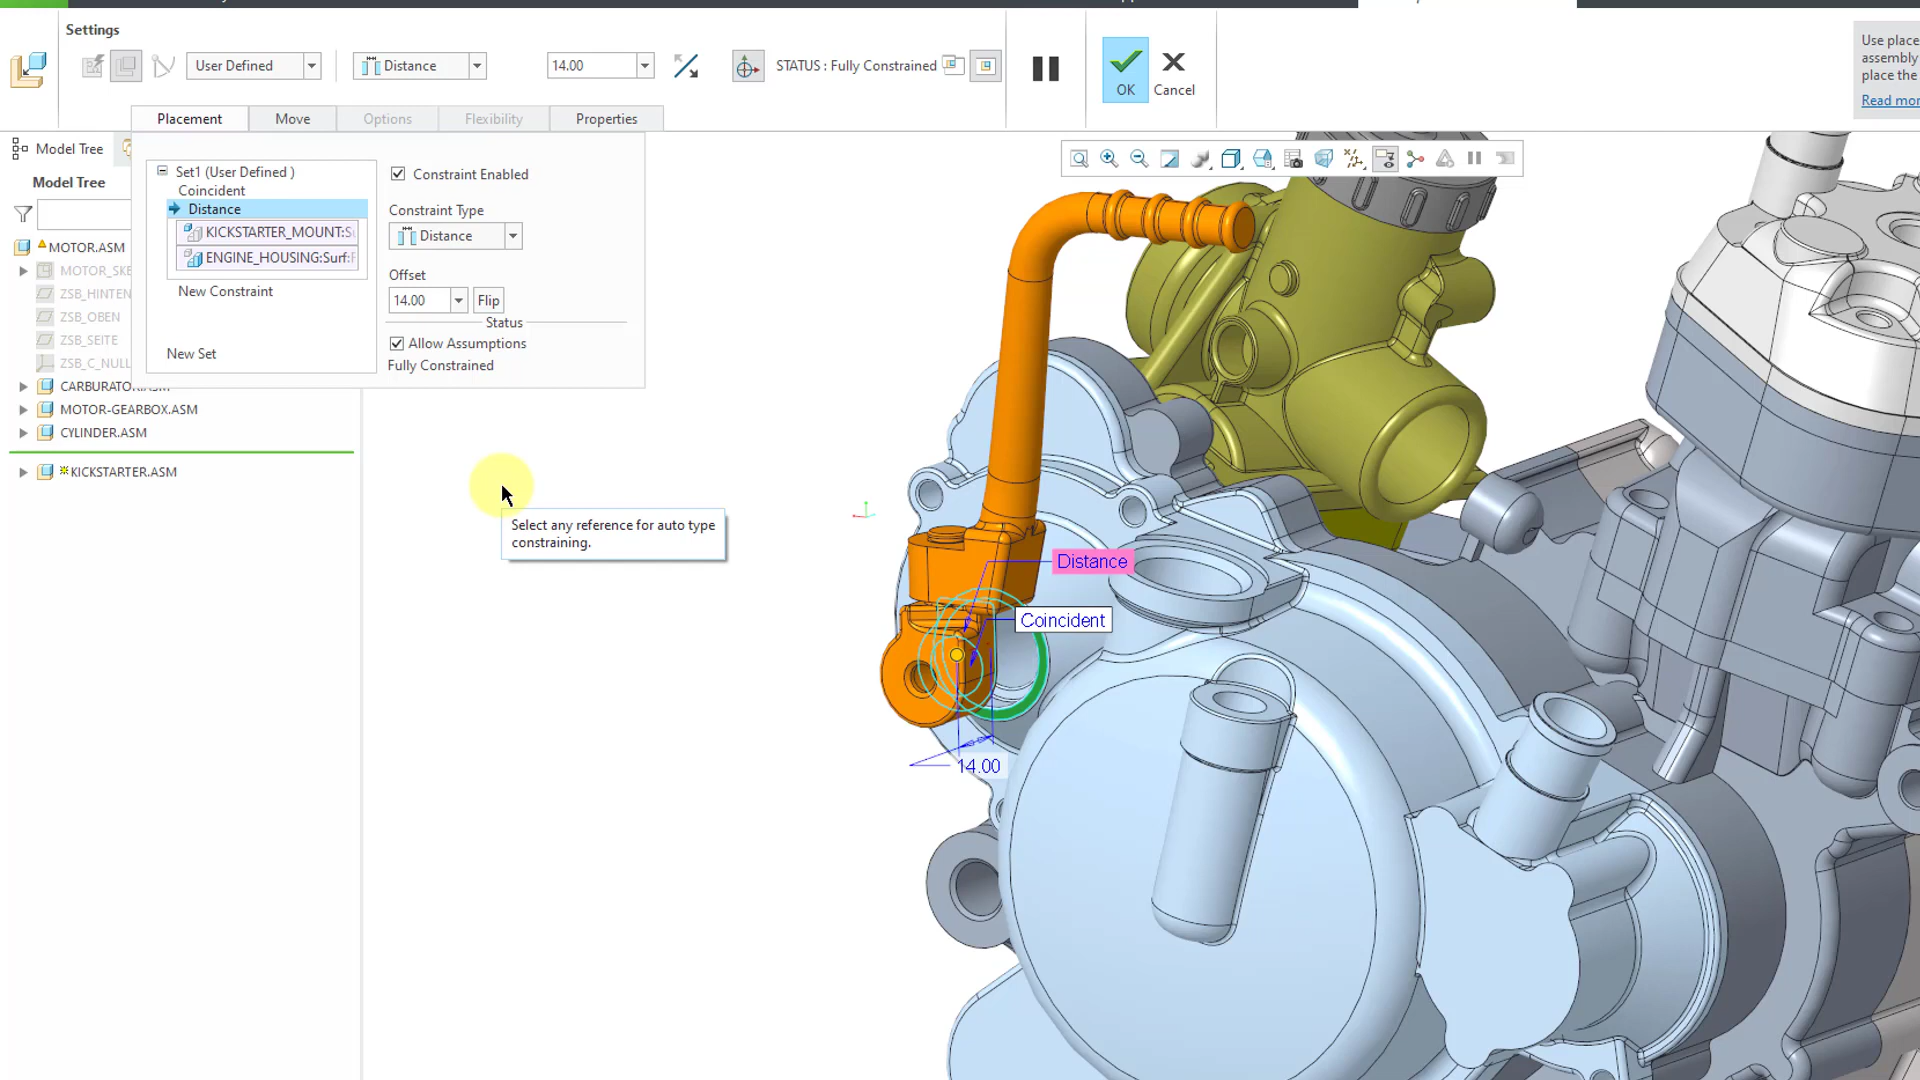 Settings
User Defined
Distance
14.00
STATUS : Fully Constrained
OK
Cancel
Use place
assembly
place the
Read mor
Placement
Move
Options
Flexibility
Properties
Model Tree
Model Tree
MOTOR.ASM
MOTOR_SKE
ZSB_HINTEN
ZSB_OBEN
ZSB_SEITE
ZSB_C_NULL
CARBURATOR.ASM
MOTOR-GEARBOX.ASM
CYLINDER.ASM
KICKSTARTER.ASM
Set1 (User Defined )
Coincident
Distance
KICKSTARTER_MOUNT:Su
ENGINE_HOUSING:Surf:F
New Constraint
New Set
Constraint Enabled
Constraint Type
Distance
Offset
14.00
Flip
Status
Allow Assumptions
Fully Constrained
Select any reference for auto type
constraining.
Distance
Coincident
14.00